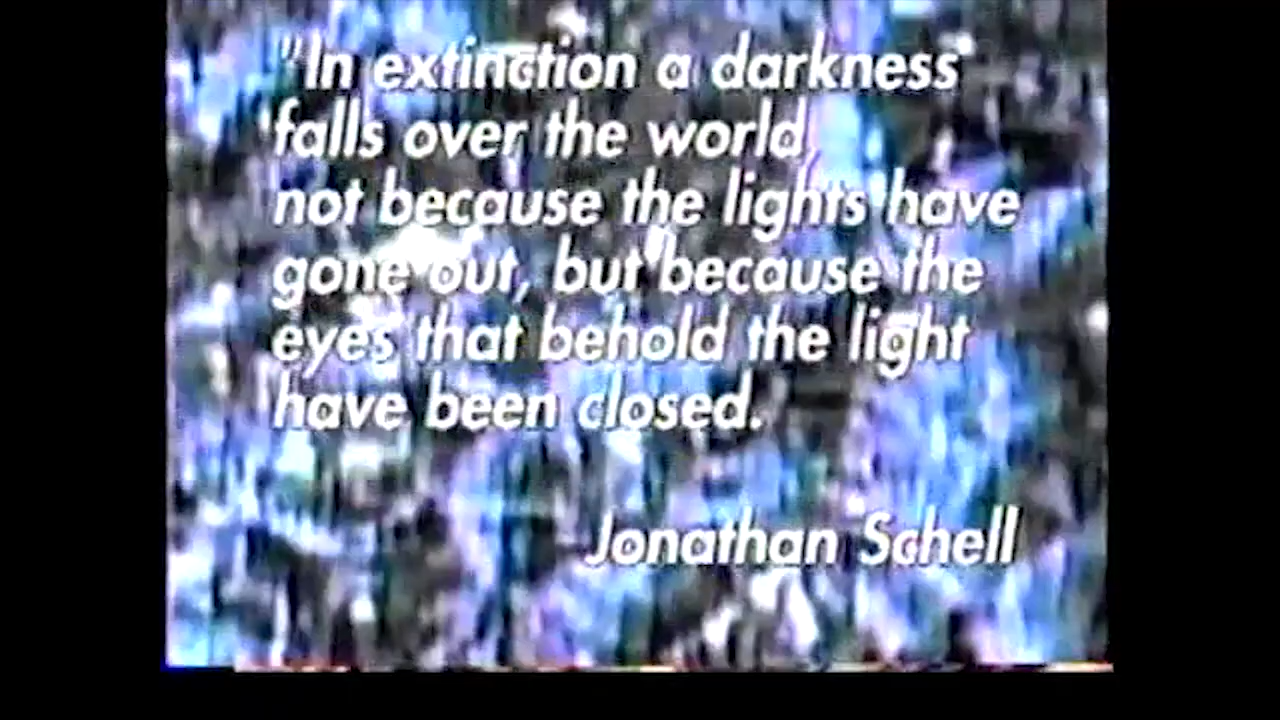 "In extinction a darkness
falls over the world,
not because the lights have
gone out, but because the
eyes that behold the light
have been closed.
Jonathan Schell